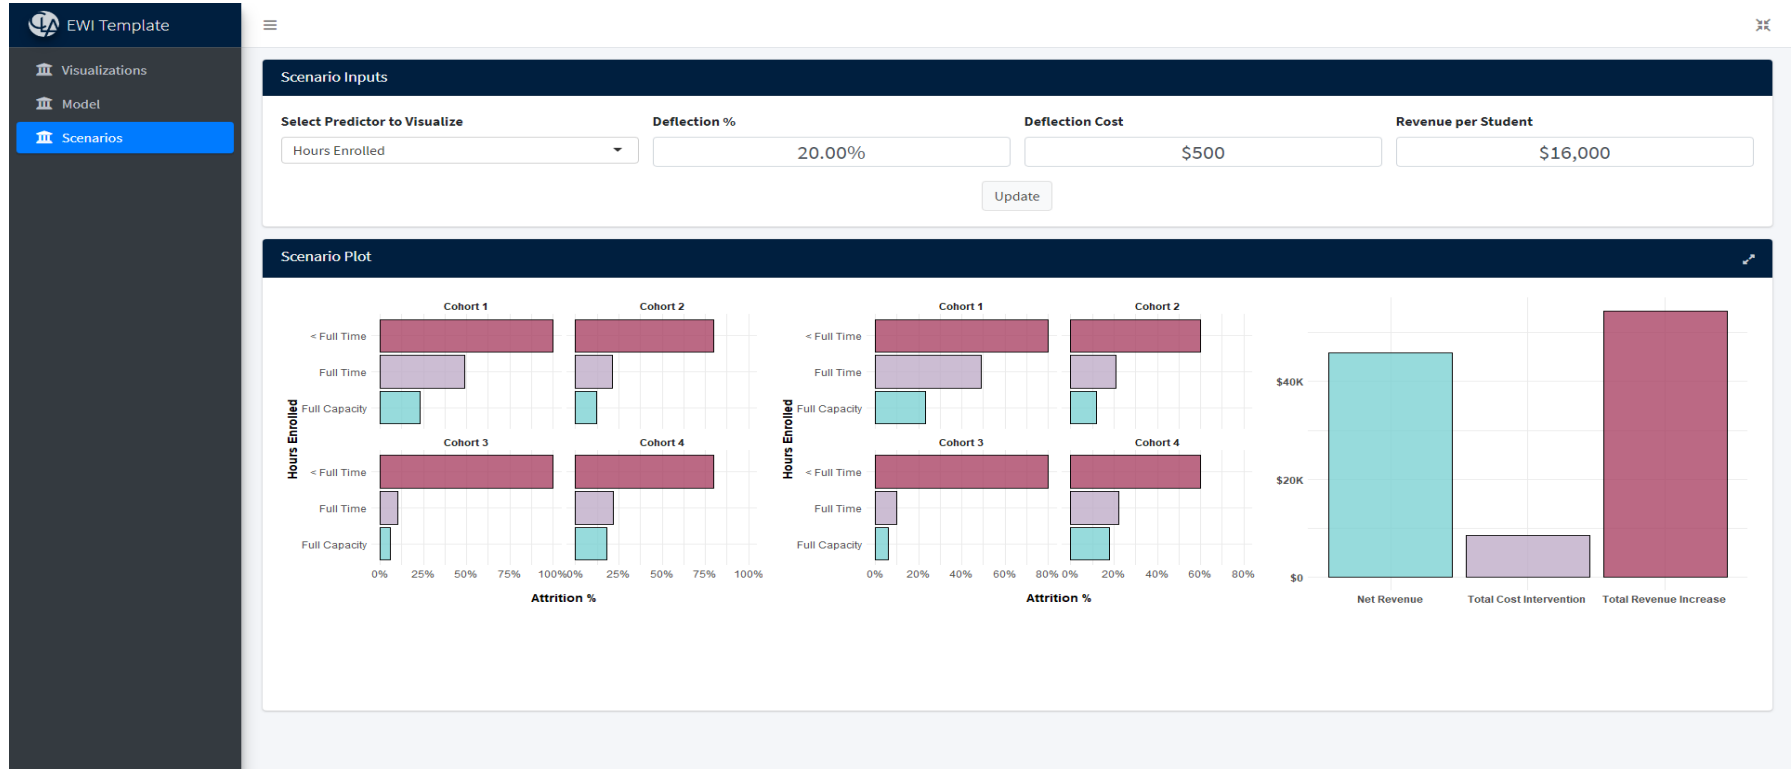 EWI Template
Visualizations
Model
Scenarios
Scenario Inputs
Select Predictor to Visualize
Deflection %
Deflection Cost
Revenue per Student
Hours Enrolled
20.00%
$500
$16,000
Update
Scenario Plot
Cohort 1
Cohort 2
< Full Time
Full Time
Full Capacity
Cohort 3
Cohort 4
< Full Time
Full Time
Full Capacity
Hours Enrolled
0% 25% 50% 75% 100% 0% 25% 50% 75% 100%
Attrition %
Cohort 1
Cohort 2
< Full Time
Full Time
Full Capacity
Cohort 3
Cohort 4
< Full Time
Full Time
Full Capacity
Hours Enrolled
0% 20% 40% 60% 80% 0% 20% 40% 60% 80%
Attrition %
$40K
$20K
$0
Net Revenue
Total Cost Intervention
Total Revenue Increase